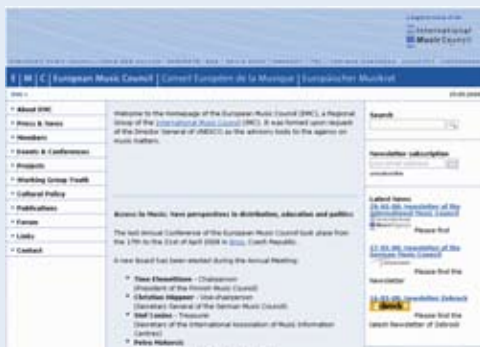 International
Music Council
E | M | C | European Music Council | Conseil Européen de la Musique | Europäischer Musikrat
About EMC
Press & News
Members
Events & Conferences
Projects
Working Group Youth
Cultural Policy
Publications
Forum
Links
Contact
Welcome to the Homepage of the European Music Council (EMC), a Regional
Group of the International Music Council (IMC). It was formed upon request
of the Director General of UNESCO as the advisory body to the agency on
music matters.
Access to Music. New perspectives in distribution, education and politics
The last Annual Conference of the European Music Council took place from
the 17th to the 21st of April 2008 in Brno, Czech Republic.
A new Board has been elected during the Annual Meeting:
Timo Klemettinen - Chairperson
(President of the Finnish Music Council)
Christian Höppner - Vice-chairperson
(Secretary General of the German Music Council)
Stef Coninx - Treasurer
(Secretary of the International Association of Music Information
Centres)
Search
Newsletter subscription
unsubscribe
Latest News
Newsletter of the
International Music Council
Please find
Newsletter of the
German Music Council
Please find the
Newsletter
Newsletter Zebrock
Please find the
latest Newsletter of Zebrock